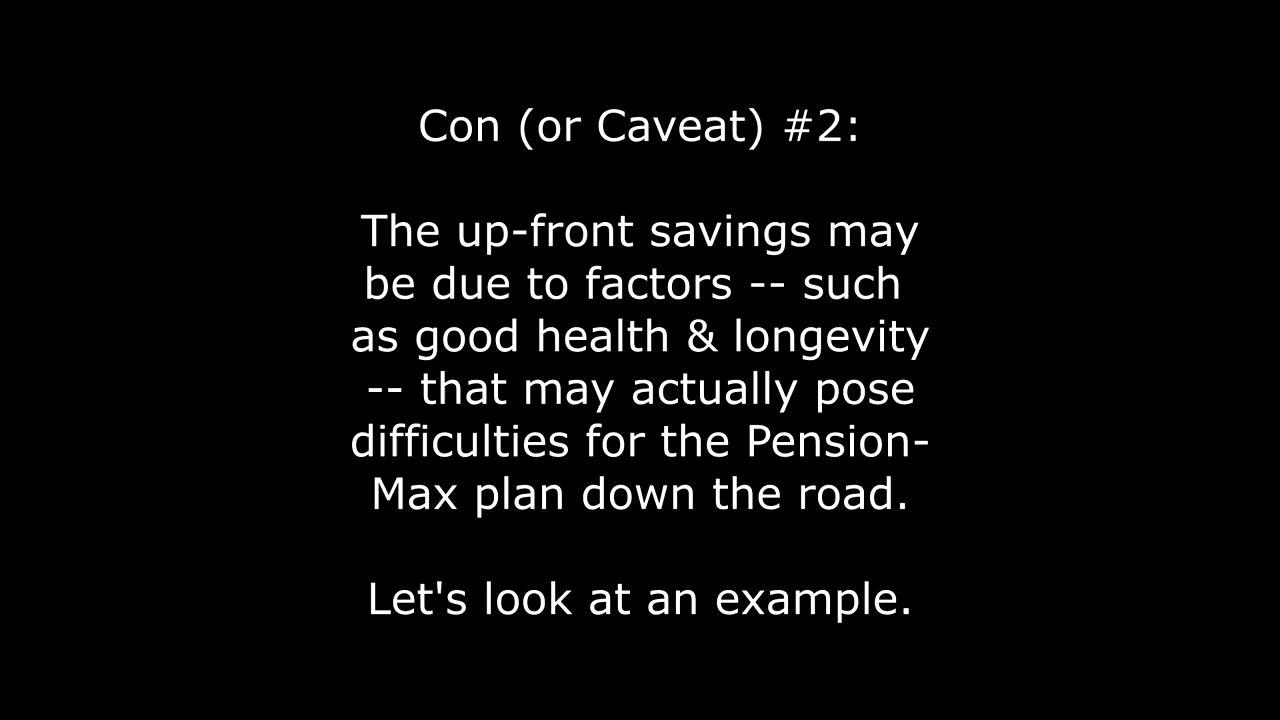 Con (or Caveat) #2:
The up-front savings may
be due to factors -- such
as good health & longevity
-- that may actually pose
difficulties for the Pension-
Max plan down the road.
Let's look at an example.